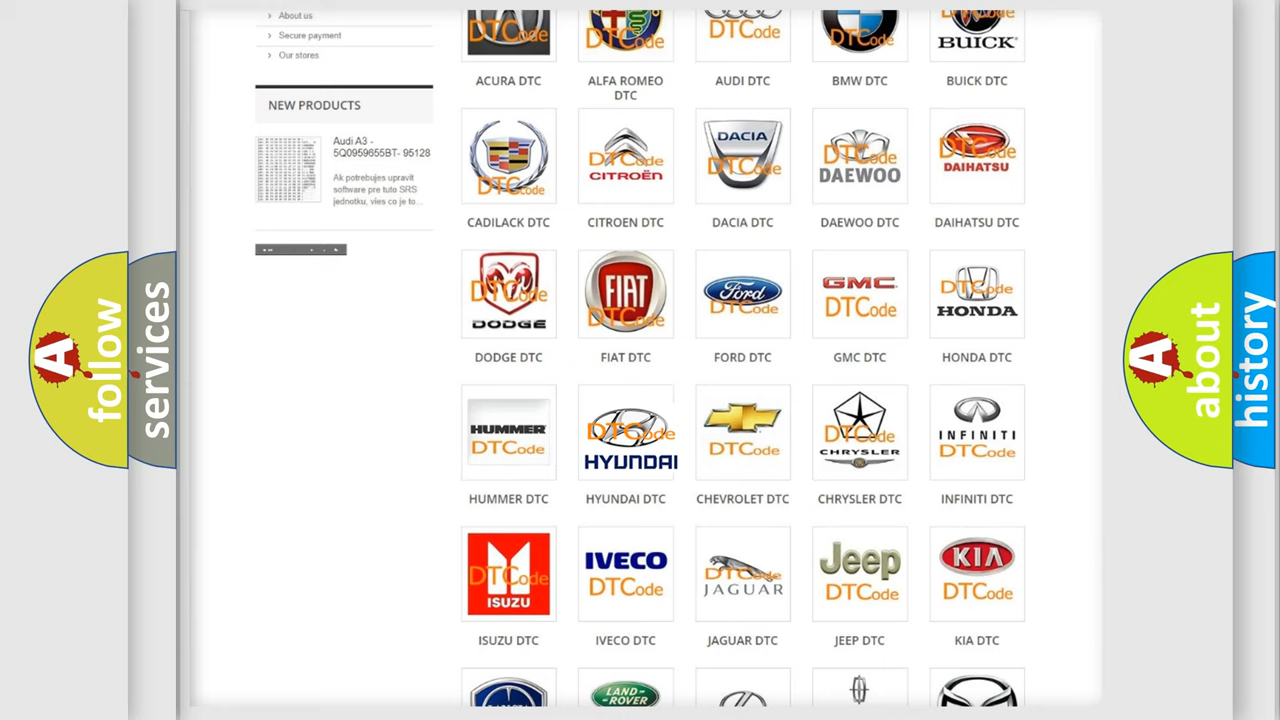 About us
Secure payment
Our stores
NEW PRODUCTS
Audi A3 -
5Q0959655BT- 95128
Ak potrebujes upravit
software pre tuto SRS
jednotku, vies co je to...
DTCode
DTCode
DTCode
DTCode
BUICK
ACURA DTC
ALFA ROMEO
DTC
AUDI DTC
BMW DTC
BUICK DTC
DTCode
DTCode
CITROËN
DACIA
DTCode
DTCode
DAEWOO
DTCode
DAIHATSU
CADILACK DTC
CITROEN DTC
DACIA DTC
DAEWOO DTC
DAIHATSU DTC
DTCode
DODGE
FIAT
DTCode
Ford
DTCode
GMC
DTCode
DTCode
HONDA
DODGE DTC
FIAT DTC
FORD DTC
GMC DTC
HONDA DTC
HUMMER
DTCode
DTCode
HYUNDAI
DTCode
DTCode
CHRYSLER
INFINITI
DTCode
HUMMER DTC
HYUNDAI DTC
CHEVROLET DTC
CHRYSLER DTC
INFINITI DTC
DTCode
ISUZU
IVECO
DTCode
DTCode
JAGUAR
Jeep
DTCode
KIA
DTCode
ISUZU DTC
IVECO DTC
JAGUAR DTC
JEEP DTC
KIA DTC
LAND-
ROVER
A
follow
services
A
about
history